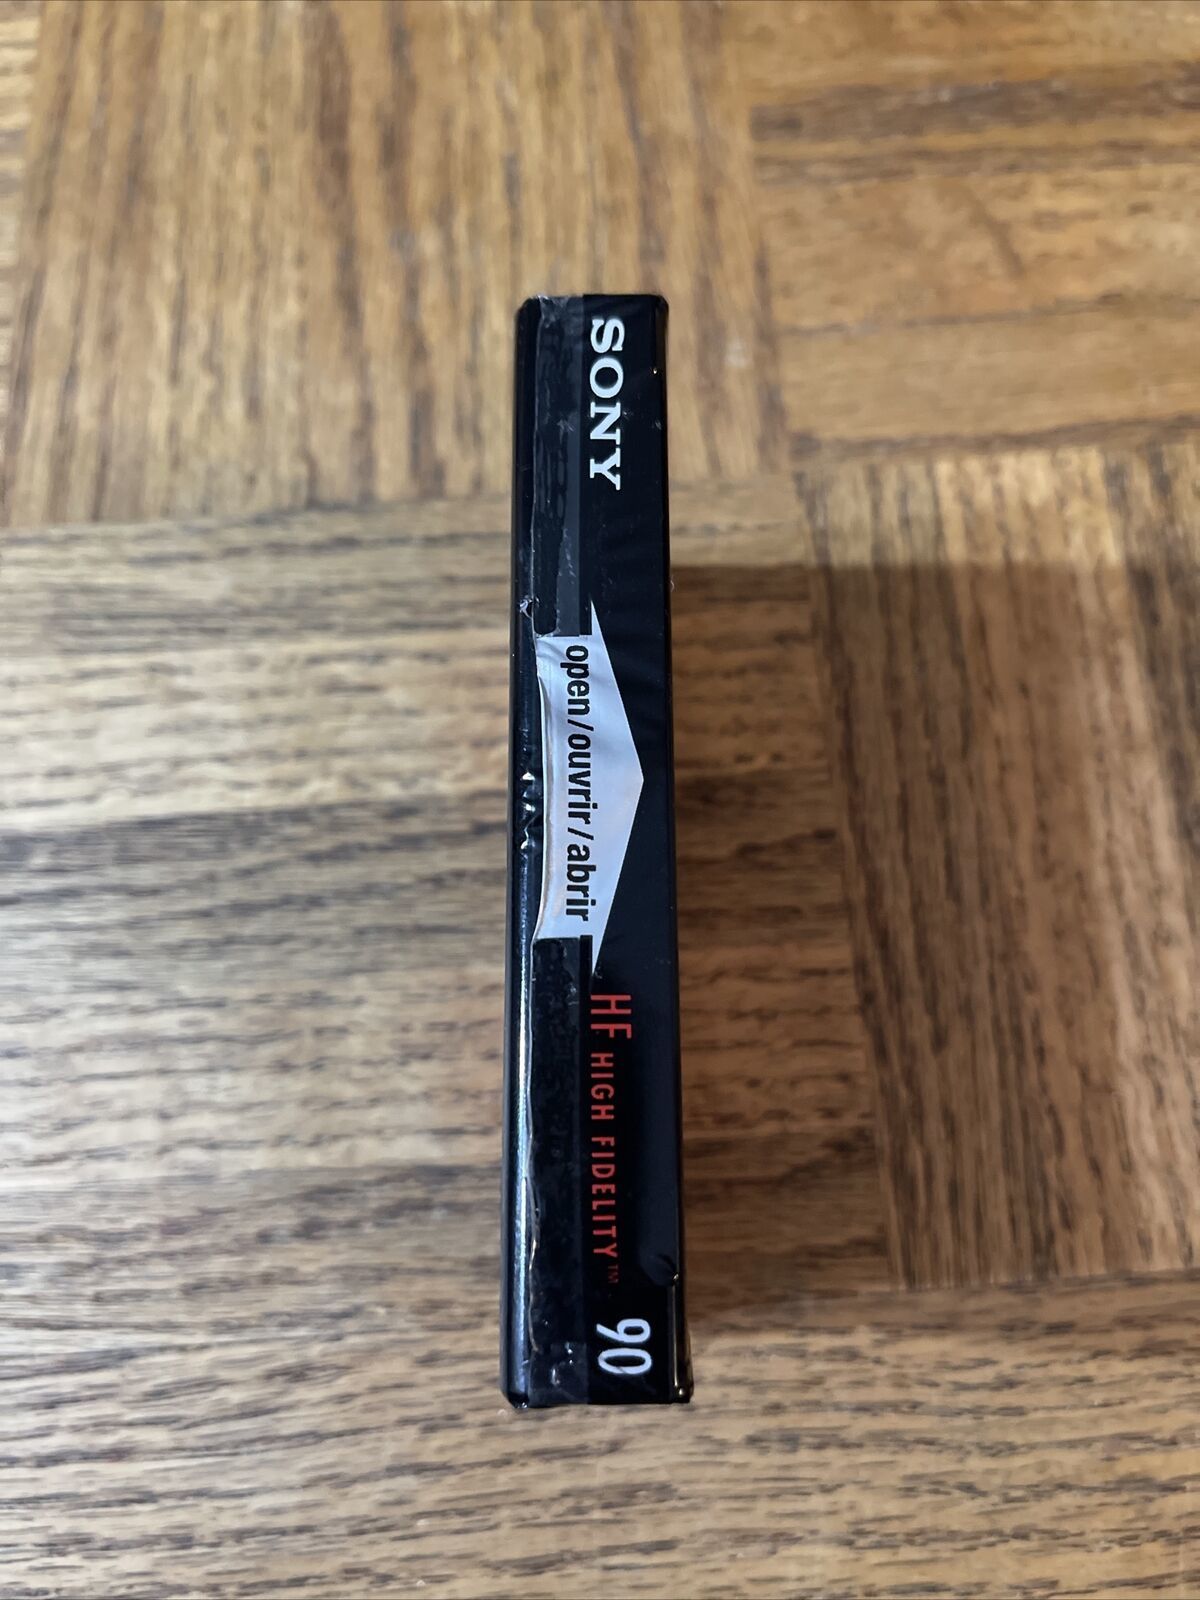 SONY
open/ouvrir/abrir
HF HIGH FIDELITY™
90